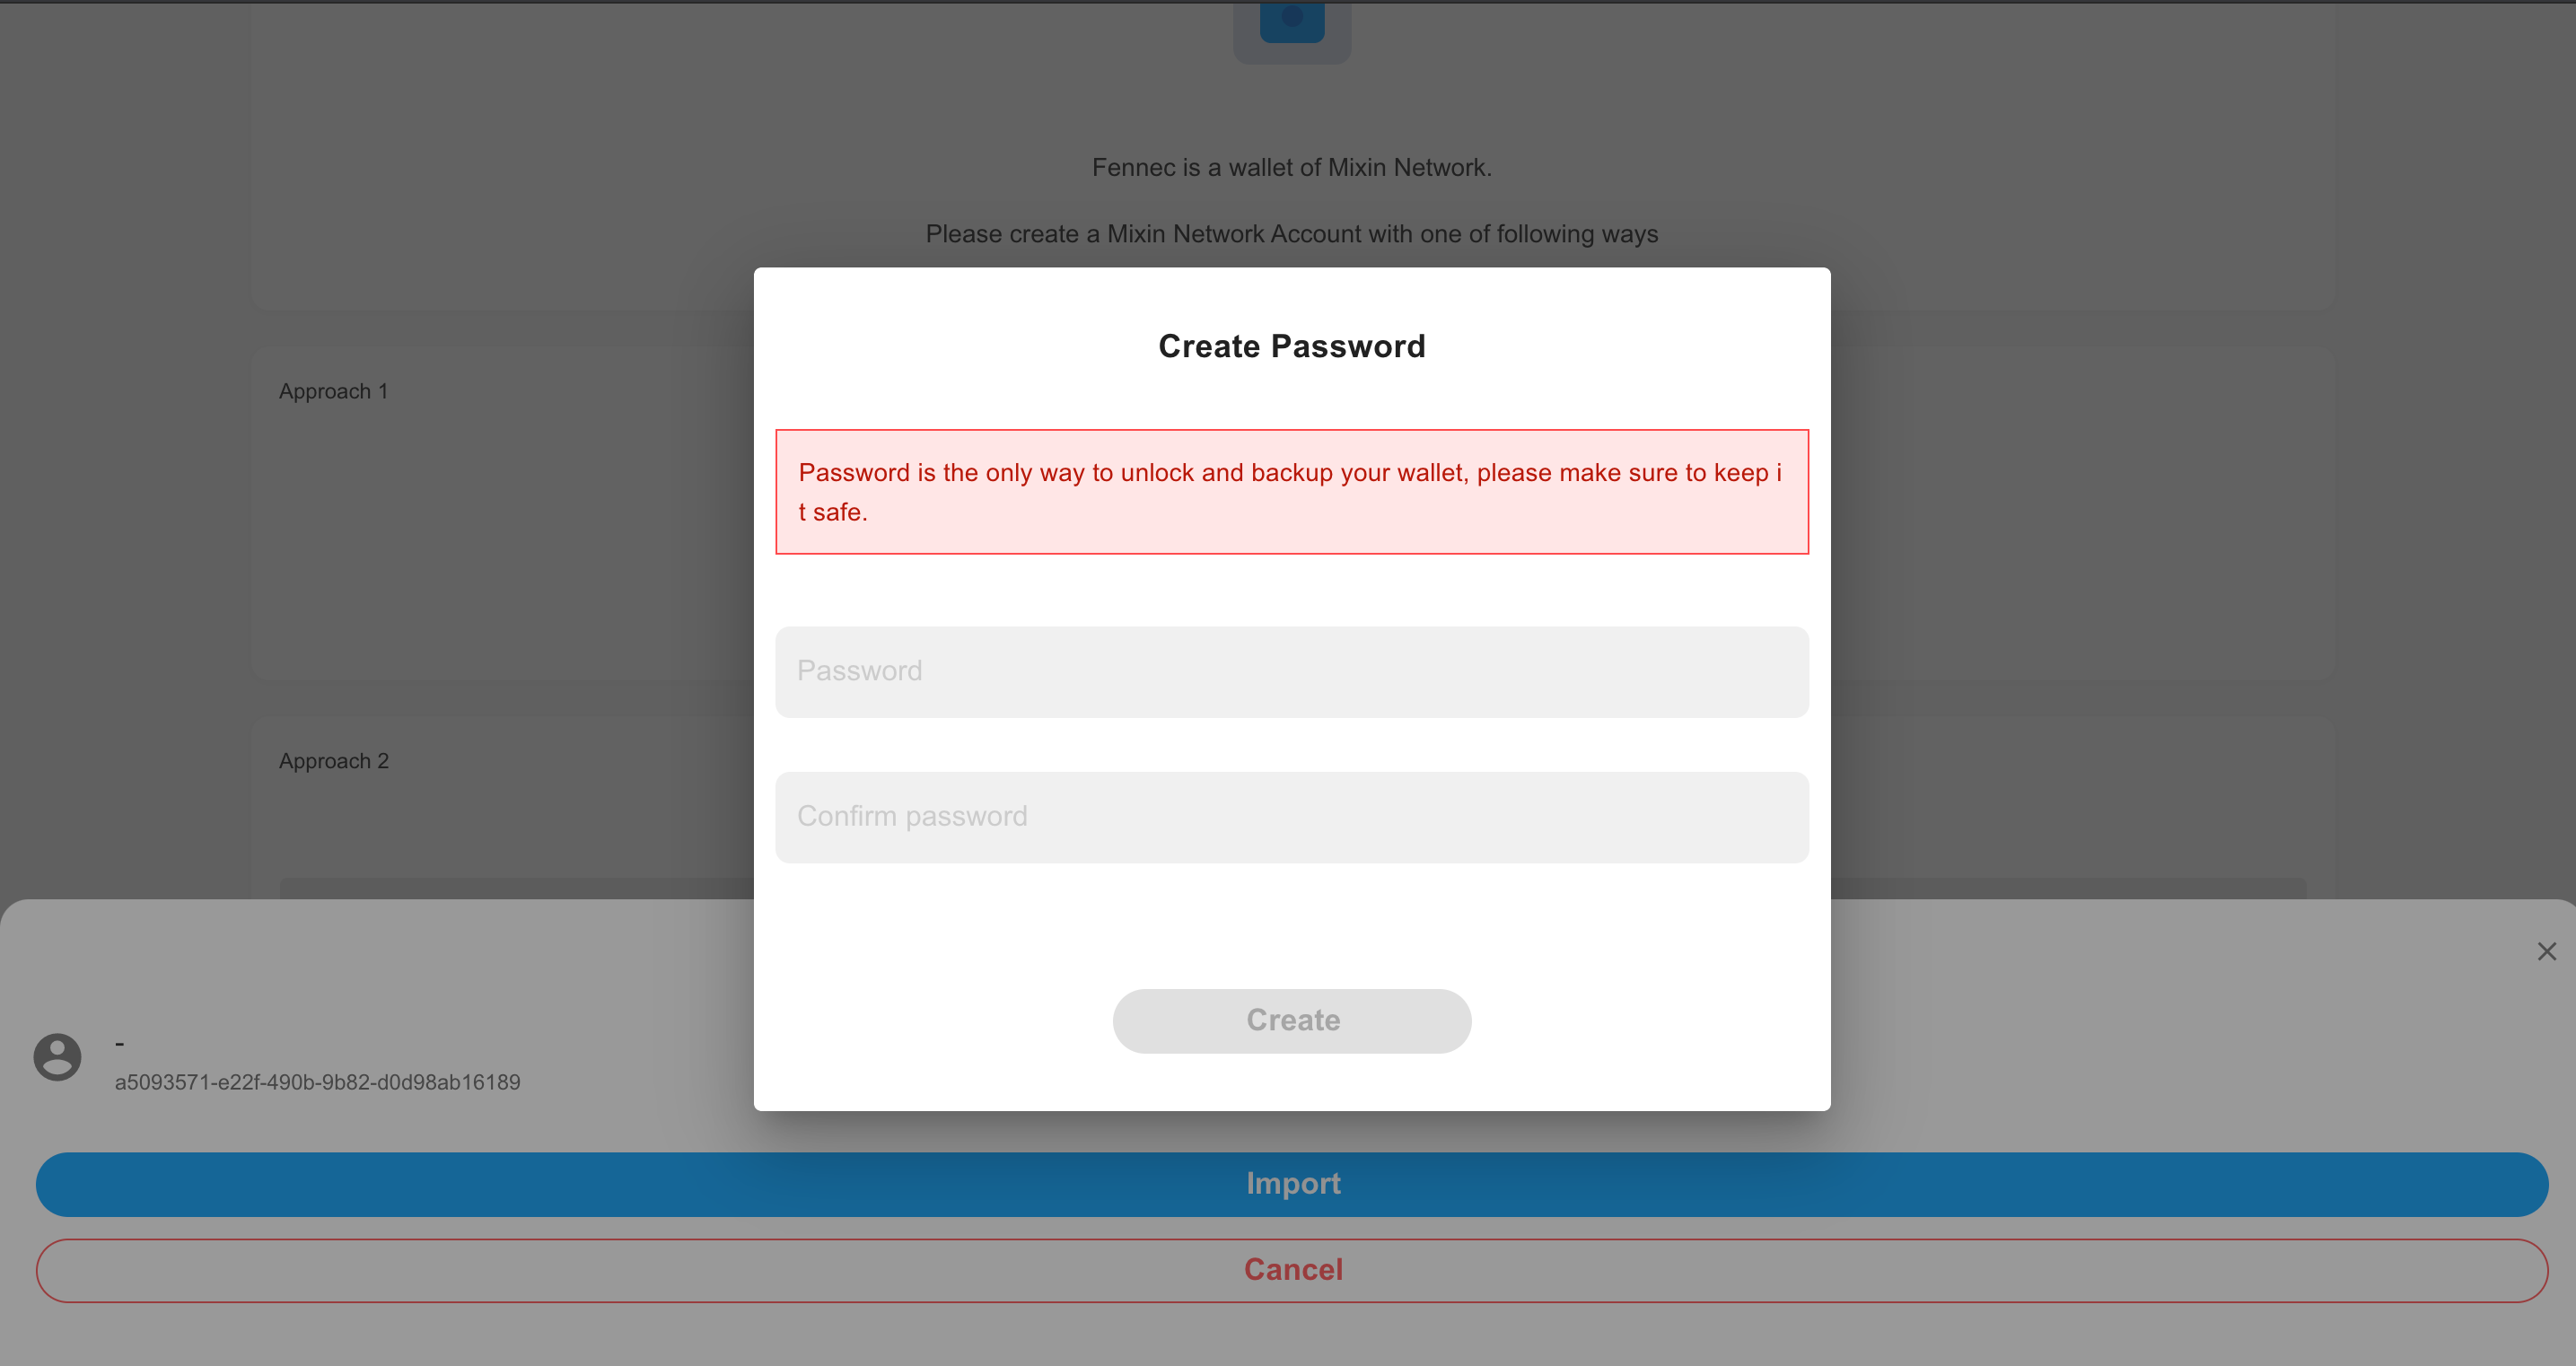 Fennec is a wallet of Mixin Network.
Please create a Mixin Network Account with one of following ways
Create Password
Approach 1
Password is the only way to unlock and backup your wallet, please make sure to keep i
t safe.
Password
Approach 2
Confirm password
Create
-
a5093571-e22f-490b-9b82-d0d98ab16189
Import
Cancel